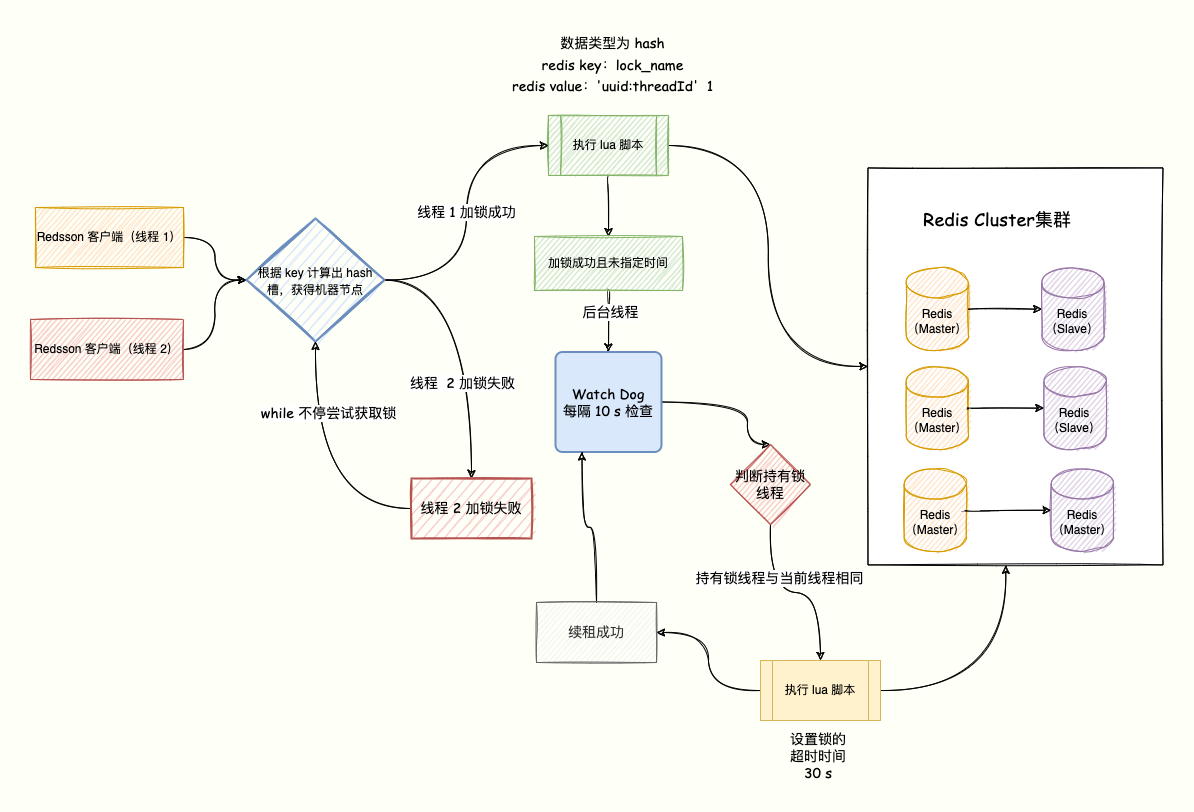 数据类型为 hash
redis key：lock_name
redis value：'uuid:threadId' 1
执行 lua 脚本
线程 1 加锁成功
Redsson 客户端（线程 1）
根据 key 计算出 hash
槽，获得机器节点
Redsson 客户端（线程 2）
加锁成功且未指定时间
后台线程
线程 2 加锁失败
while 不停尝试获取锁
线程 2 加锁失败
Watch Dog
每隔 10 s 检查
判断持有锁
线程
持有锁线程与当前线程相同
续租成功
执行 lua 脚本
设置锁的
超时时间
30 s
Redis Cluster集群
Redis
（Master）
Redis
（Slave）
Redis
（Master）
Redis
（Slave）
Redis
（Master）
Redis
（Master）